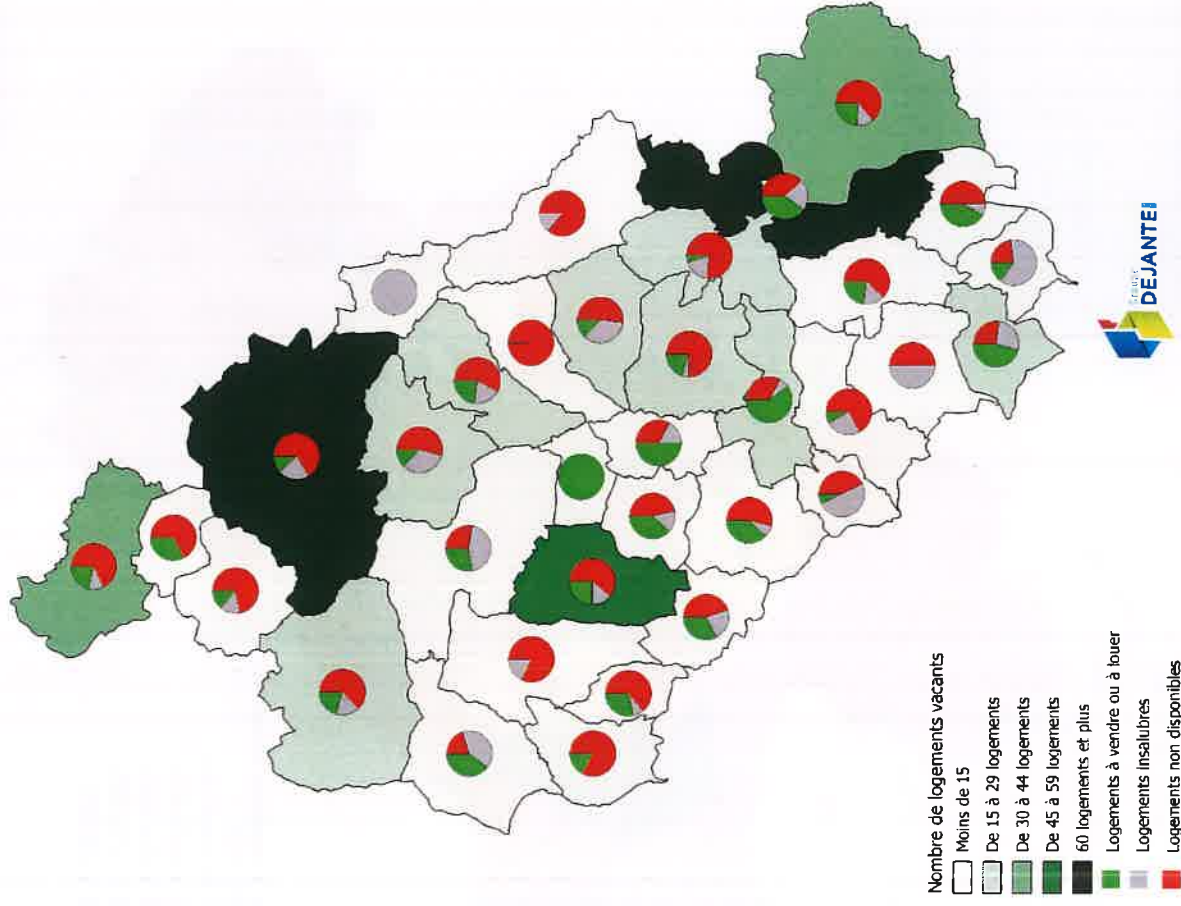 Nombre de logements vacants
Moins de 15
De 15 à 29 logements
De 30 à 44 logements
De 45 à 59 logements
60 logements et plus
Logements à vendre ou à louer
Logements insalubres
Logements non disponibles
Groupe
DEJANTE